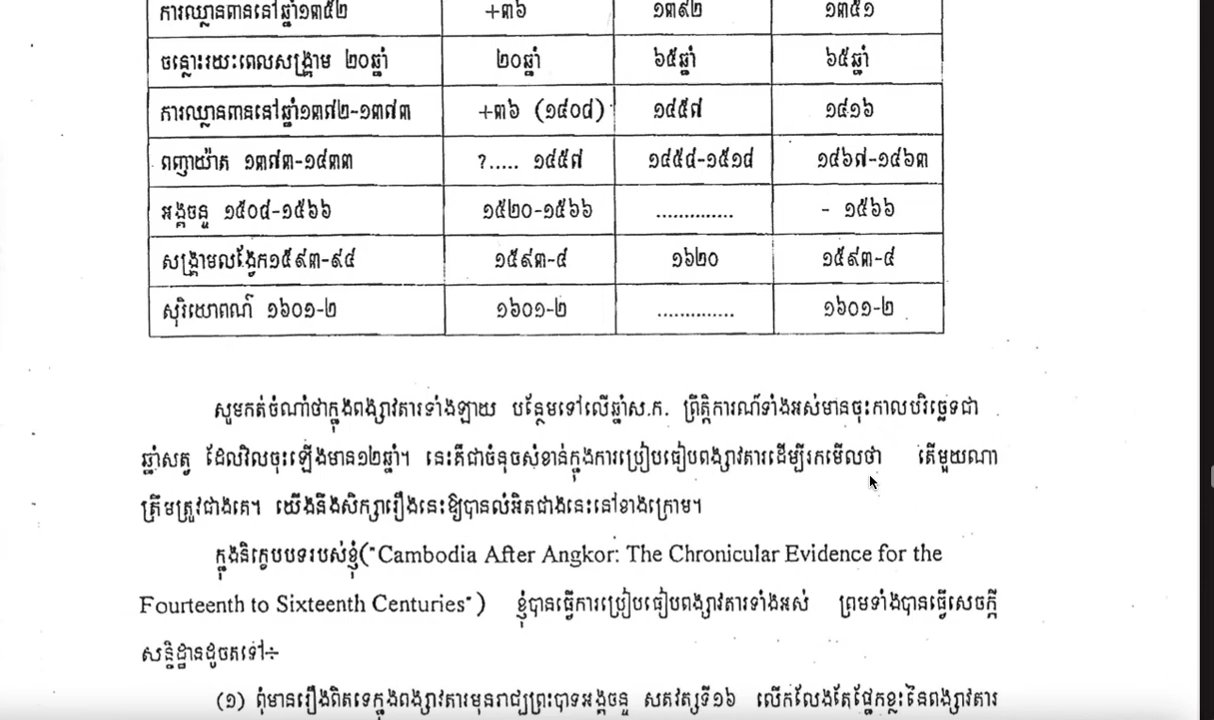 ការឈ្លានពាននៅឆ្នាំ១៣៥២ +៣៦ ១៣៩២ ១៣៥១
ចន្លោះរយៈពេលសង្គ្រាម ២០ឆ្នាំ ២០ឆ្នាំ ៦៥ឆ្នាំ ៦៥ឆ្នាំ
ការឈ្លានពាននៅឆ្នាំ១៣៧២-១៣៧៣ +៣៦ (១៤០៨) ១៤៥៧ ១៤១៦
ពញាយ៉ាត ១៣៧៣-១៤៣៣ ?..... ១៤៥៧ ១៤៥៤-១៥១៨ ១៤៦៧-១៤៦៣
អង្គចន្ទ ១៥០៨-១៥៦៦ ១៥២០-១៥៦៦ .............. - ១៥៦៦
សង្គ្រាមលង្វែក១៥៩៣-៩៤ ១៥៩៣-៤ ១៦២០ ១៥៩៣-៤
សុរិយោពណ៌ ១៦០១-២ ១៦០១-២ .............. ១៦០១-២
សូមកត់ចំណាំថាក្នុងពង្សាវតារទាំងឡាយ បន្ថែមទៅលើឆ្នាំស.ក. ព្រឹត្តិការណ៍ទាំងអស់មានចុះកាលបរិច្ឆេទជា
ឆ្នាំសត្វ ដែលវិលចុះឡើងមាន១២ឆ្នាំ។ នេះគឺជាចំនុចសំខាន់ក្នុងការប្រៀបធៀបពង្សាវតារដើម្បីរកមើលថា តើមួយណា
ត្រឹមត្រូវជាងគេ។ យើងនឹងសិក្សារឿងនេះឱ្យបានលំអិតជាងនេះនៅខាងក្រោម។
ក្នុងនិក្ខេបបទរបស់ខ្ញុំ("Cambodia After Angkor: The Chronicular Evidence for the
Fourteenth to Sixteenth Centuries") ខ្ញុំបានធ្វើការប្រៀបធៀបពង្សាវតារទាំងអស់ ព្រមទាំងបានធ្វើសេចក្ដី
សន្និដ្ឋានដូចតទៅ÷
(១) ពុំមានរឿងពិតទេក្នុងពង្សាវតារមុនរាជ្យព្រះបាទអង្គចន្ទ សតវត្សទី១៦ លើកលែងតែផ្នែកខ្លះនៃពង្សាវតារ